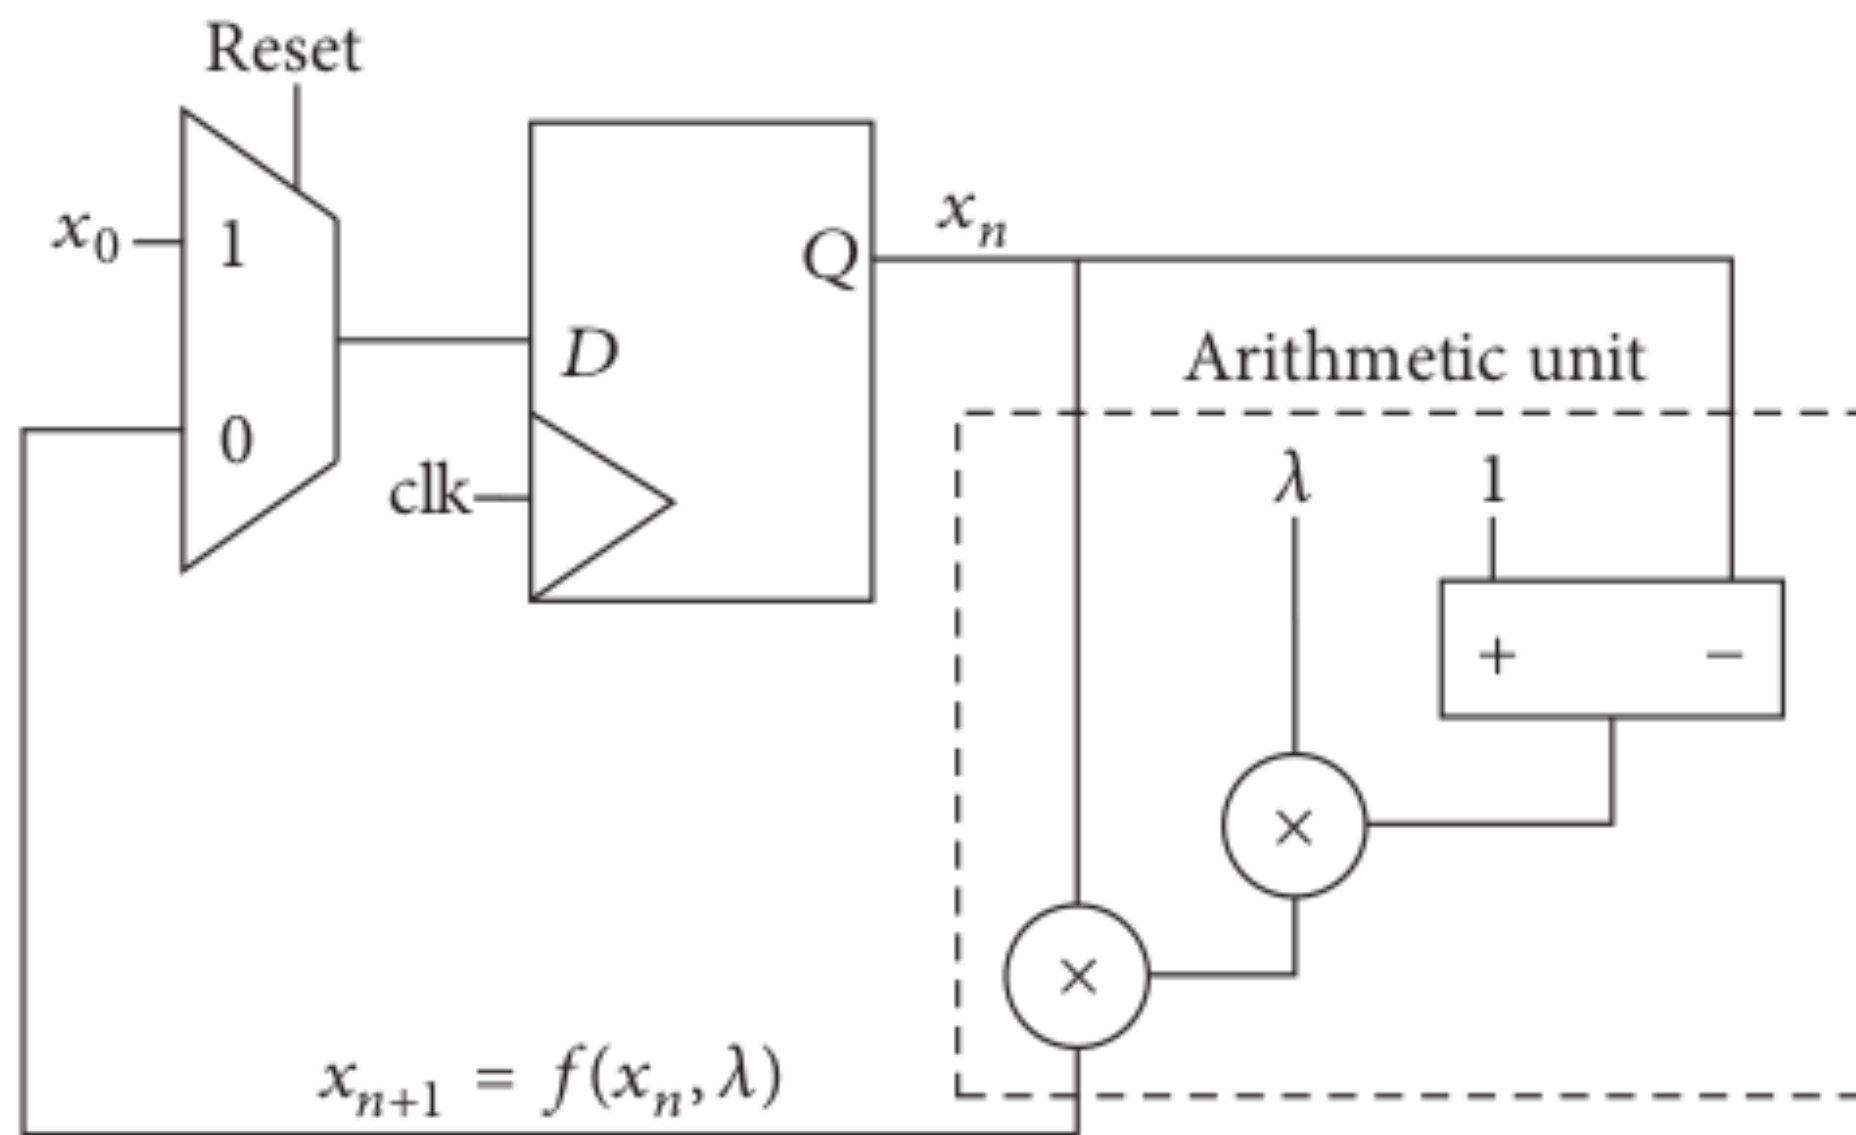 Reset
x₀
1
0
D
Q
clk
xₙ
Arithmetic unit
λ
1
+ −
×
×
xₙ₊₁ = f(xₙ, λ)